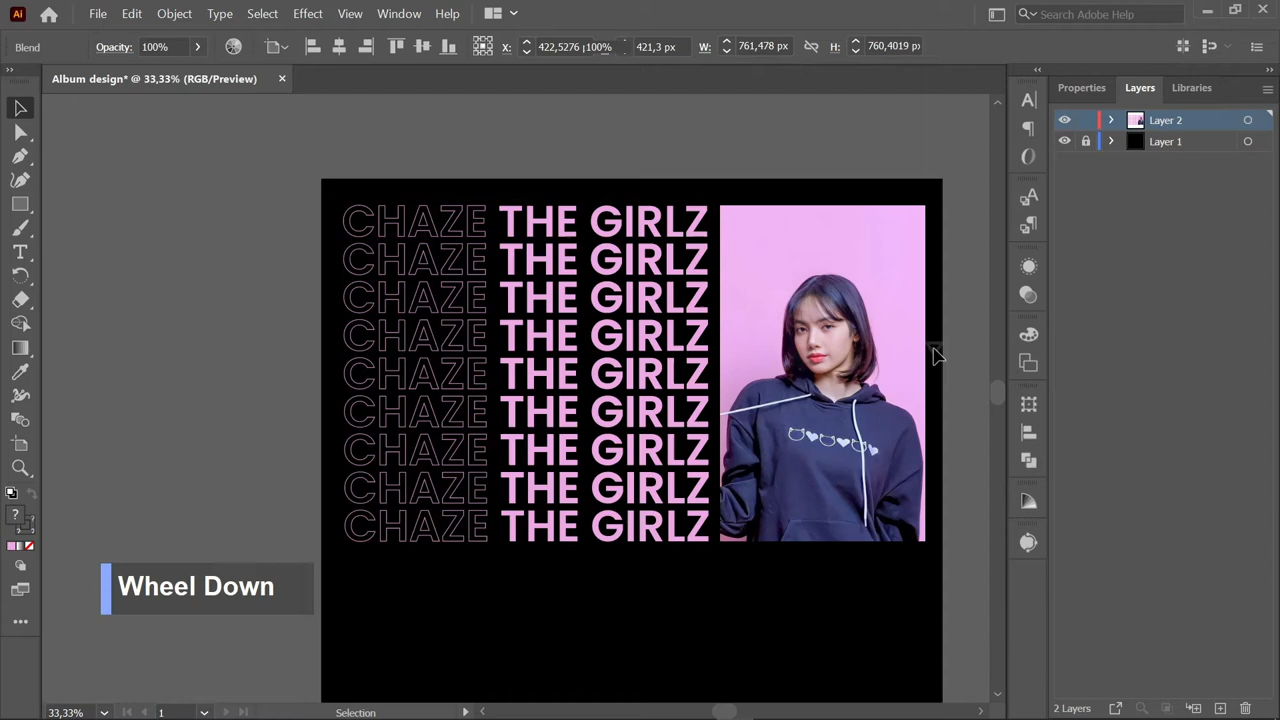 Ai File Edit Object Type Select Effect View Window Help Search Adobe Help
Blend Opacity: 100% X: 422,5276 100% 421,3 px W: 761,478 px H: 760,4019 px
Album design* @ 33,33% (RGB/Preview)
Properties Layers Libraries
Layer 2
Layer 1
CHAZE THE GIRLZ
CHAZE THE GIRLZ
CHAZE THE GIRLZ
CHAZE THE GIRLZ
CHAZE THE GIRLZ
CHAZE THE GIRLZ
CHAZE THE GIRLZ
CHAZE THE GIRLZ
CHAZE THE GIRLZ
Wheel Down
33,33% 1 Selection
2 Layers